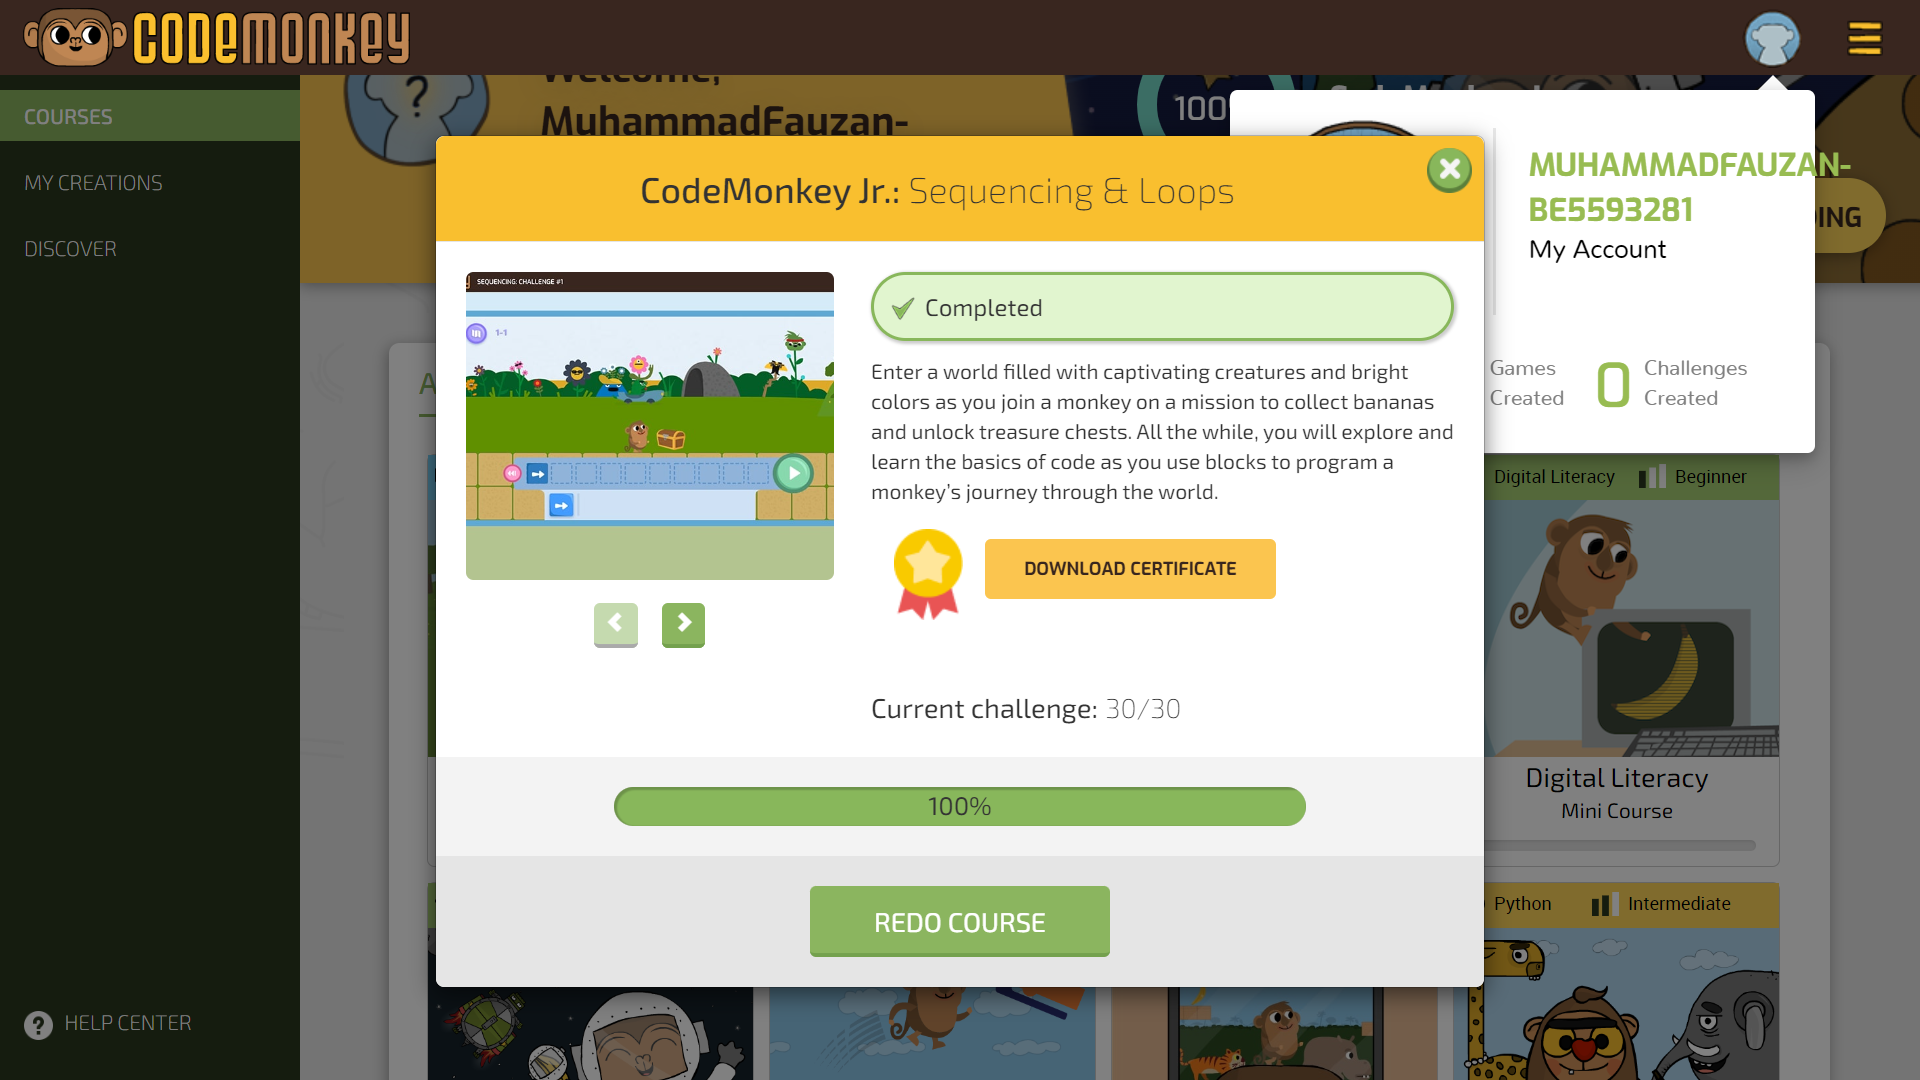 CODEMONKEY
COURSES
MY CREATIONS
DISCOVER
HELP CENTER
Welcome,
MuhammadFauzan-
100
MUHAMMADFAUZAN-
BE5593281
My Account
Games
Created
0
Challenges
Created
CodeMonkey Jr.: Sequencing & Loops
SEQUENCING: CHALLENGE #1
1-1
Completed
Enter a world filled with captivating creatures and bright
colors as you join a monkey on a mission to collect bananas
and unlock treasure chests. All the while, you will explore and
learn the basics of code as you use blocks to program a
monkey’s journey through the world.
DOWNLOAD CERTIFICATE
Current challenge: 30/30
100%
REDO COURSE
Digital Literacy
Beginner
Digital Literacy
Mini Course
Python
Intermediate